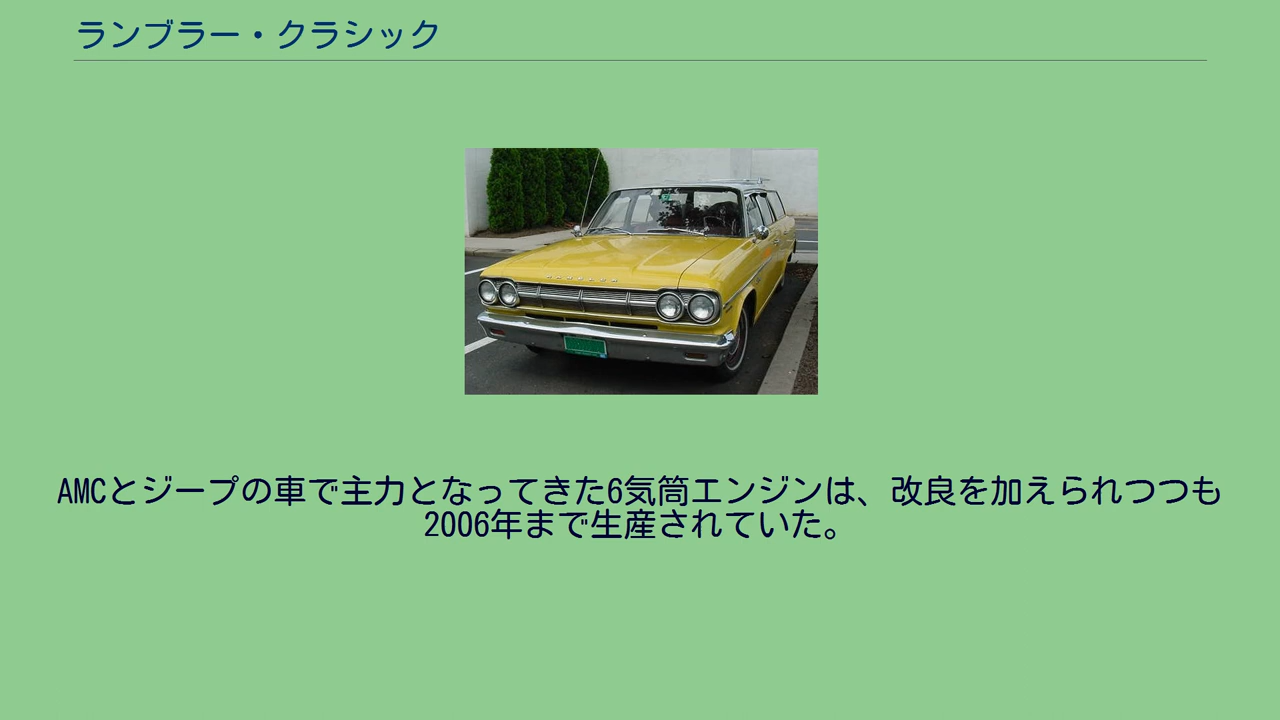 ランブラー・クラシック
AMCとジープの車で主力となってきた6気筒エンジンは、改良を加えられつつも
2006年まで生産されていた。